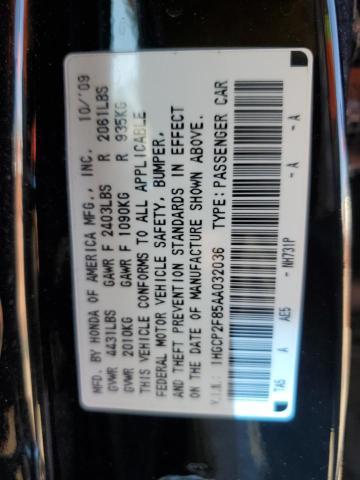 MFD. BY HONDA OF AMERICA MFG., INC. 10/'09
GVWR 4431LBS GAWR F 2403LBS R 2061LBS
GVWR 2010KG GAWR F 1090KG R 935KG
THIS VEHICLE CONFORMS TO ALL APPLICABLE
FEDERAL MOTOR VEHICLE SAFETY, BUMPER,
AND THEFT PREVENTION STANDARDS IN EFFECT
ON THE DATE OF MANUFACTURE SHOWN ABOVE.
V.I.N.: 1HGCP2F85AA032036 TYPE: PASSENGER CAR
TA5 A AE5 - NH731P - A - A